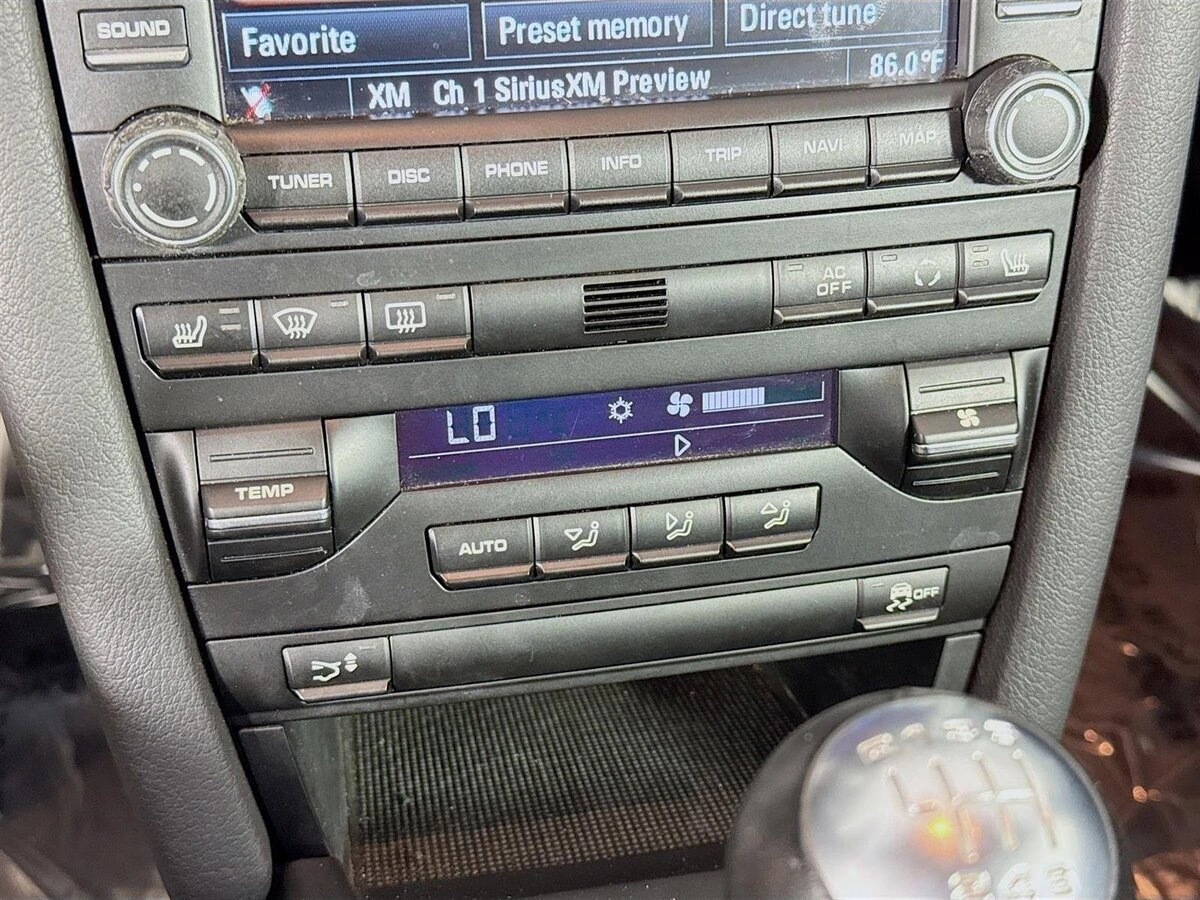 SOUND
Favorite
Preset memory
Direct tune
XM Ch 1 SiriusXM Preview
86.0°F
TUNER
DISC
PHONE
INFO
TRIP
NAVI
MAP
AC
OFF
LO
TEMP
AUTO
OFF